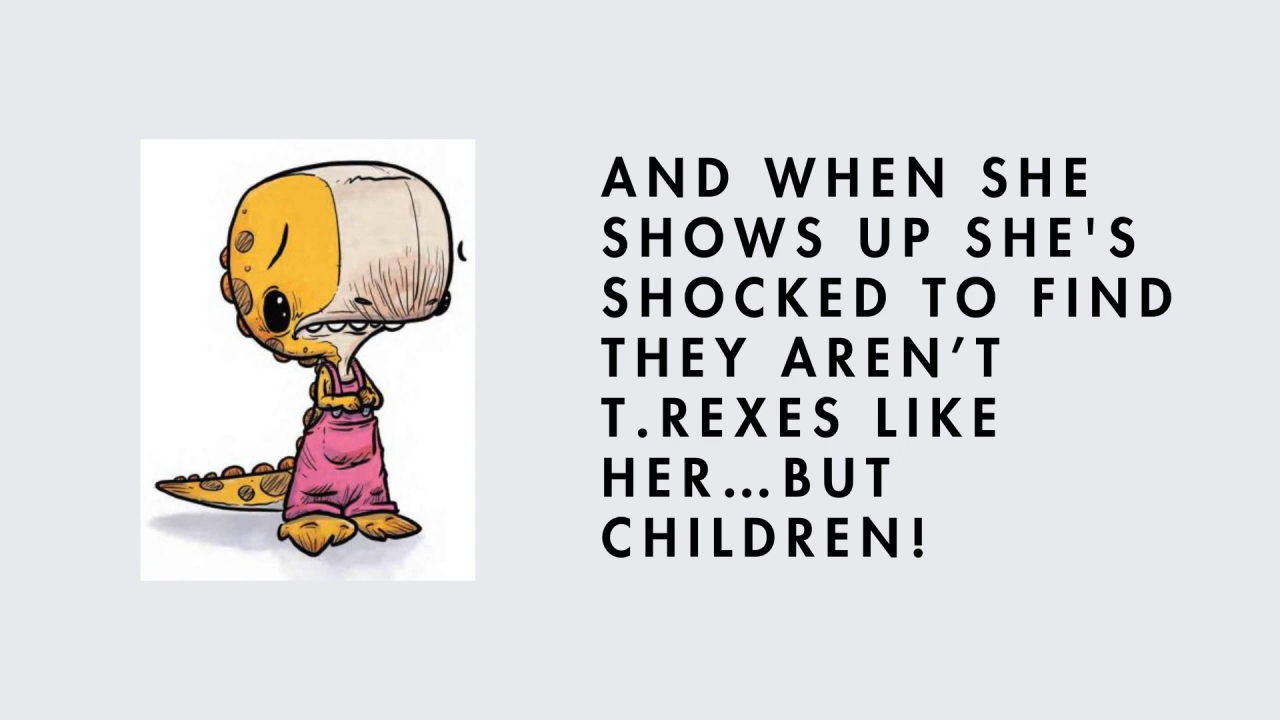 AND WHEN SHE
SHOWS UP SHE'S
SHOCKED TO FIND
THEY AREN’T
T.REXES LIKE
HER...BUT
CHILDREN!